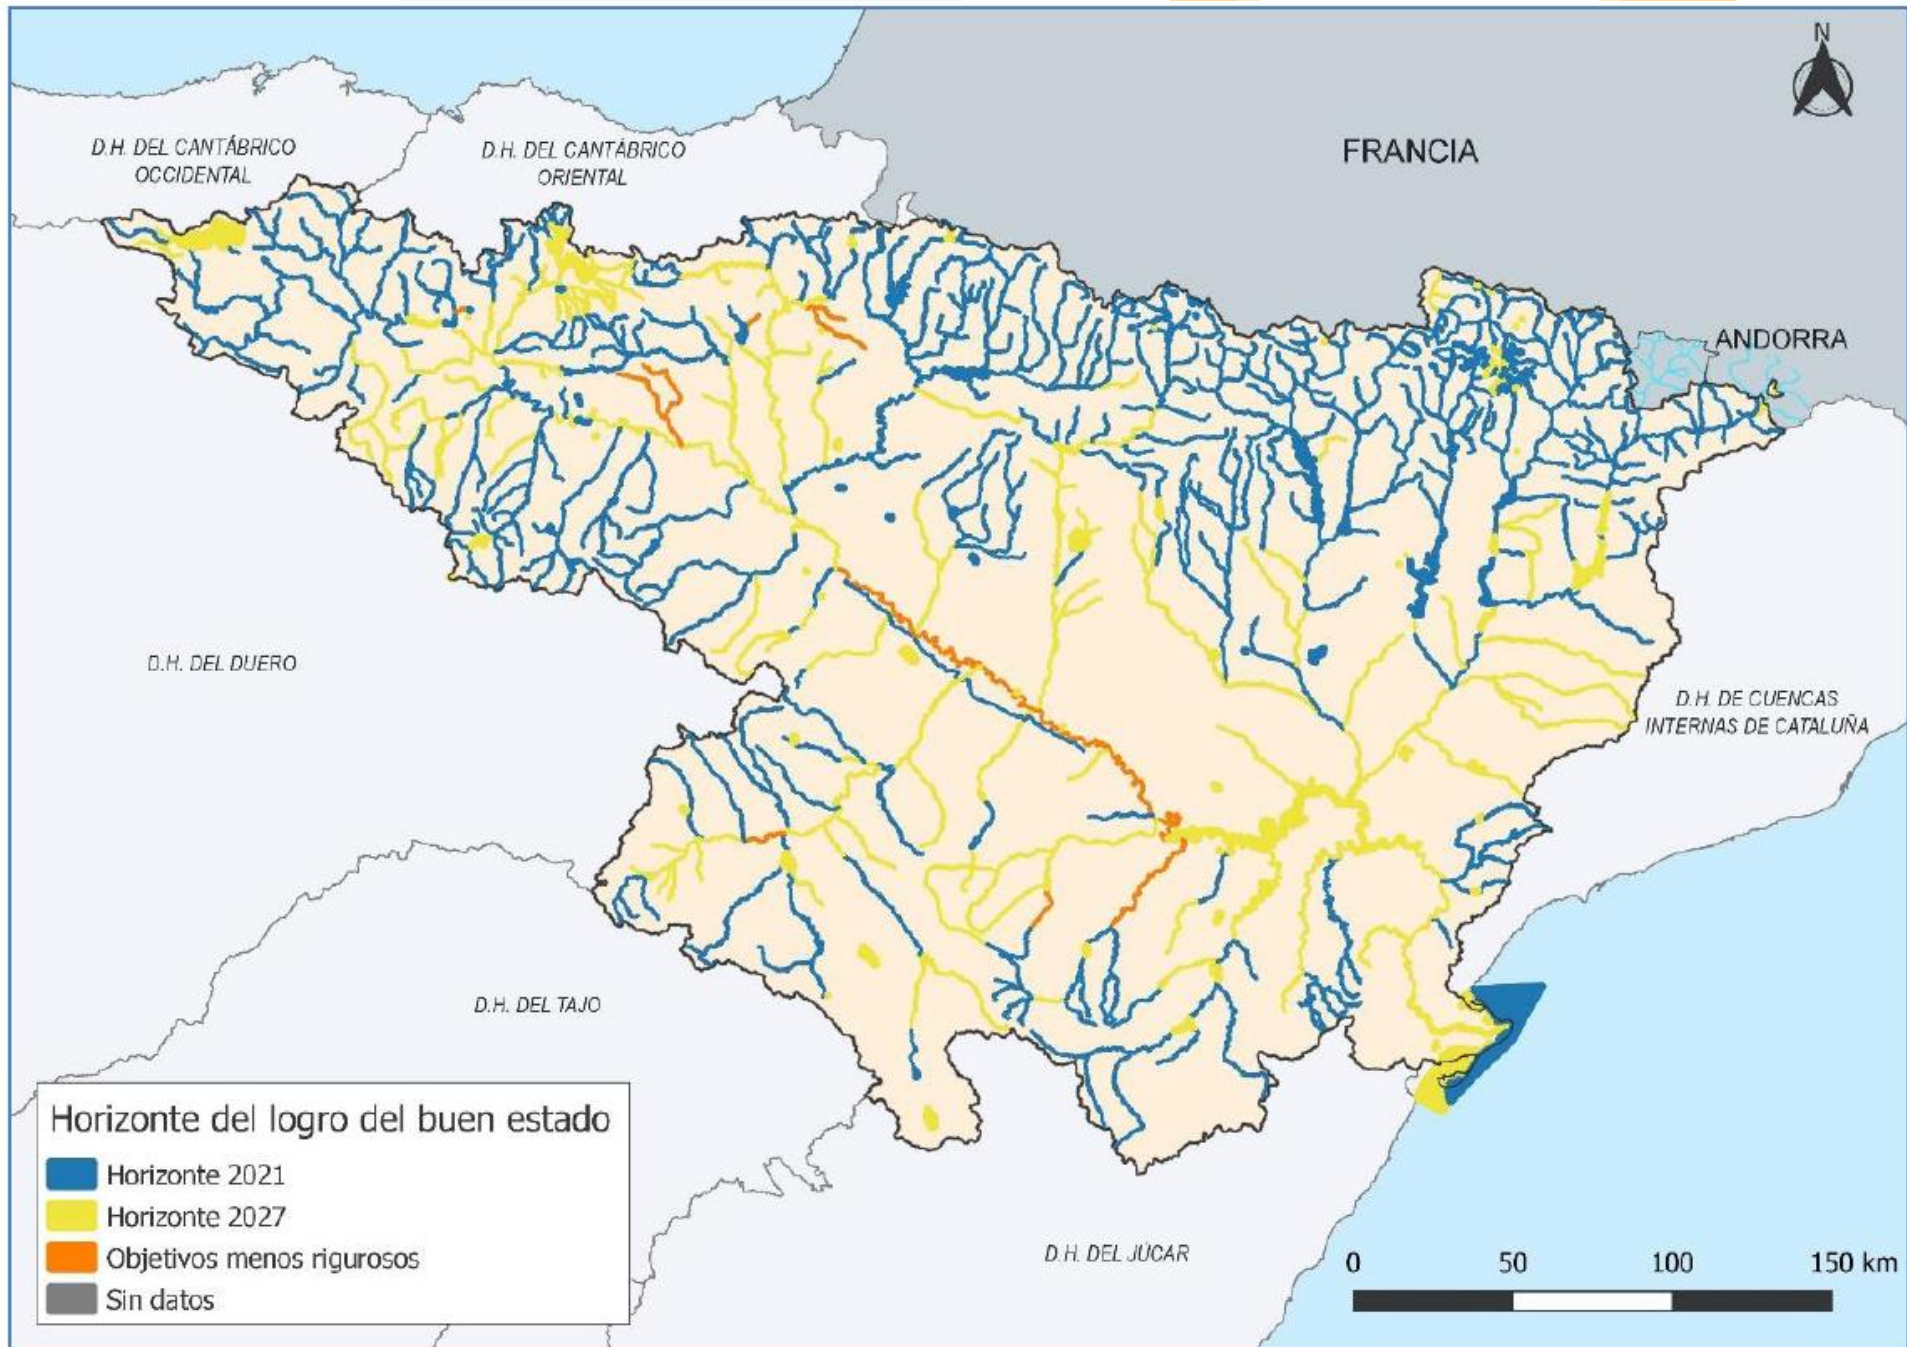 N
D.H. DEL CANTÁBRICO
OCCIDENTAL
D.H. DEL CANTÁBRICO
ORIENTAL
FRANCIA
ANDORRA
D.H. DEL DUERO
D.H. DE CUENCAS
INTERNAS DE CATALUÑA
D.H. DEL TAJO
D.H. DEL JÚCAR
Horizonte del logro del buen estado
Horizonte 2021
Horizonte 2027
Objetivos menos rigurosos
Sin datos
0 50 100 150 km